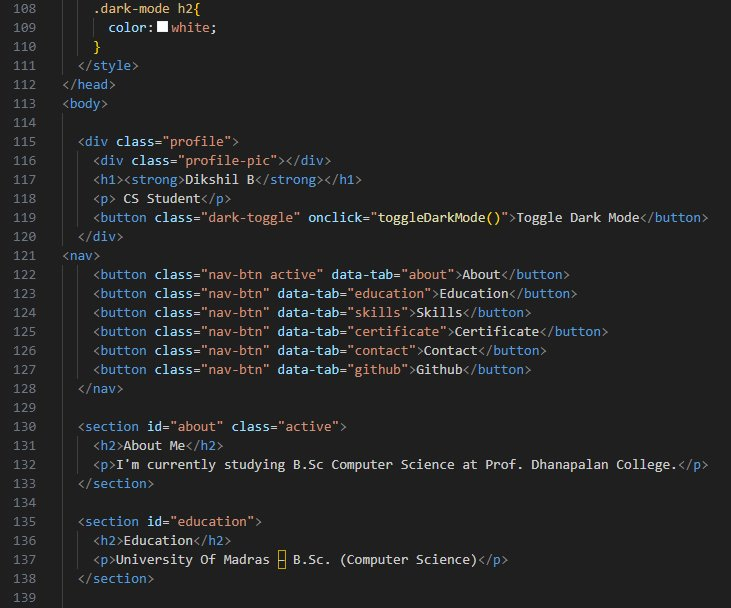 108 .dark-mode h2{
109 color: white;
110 }
111 </style>
112 </head>
113 <body>
114
115 <div class="profile">
116 <div class="profile-pic"></div>
117 <h1><strong>Dikshil B</strong></h1>
118 <p> CS Student</p>
119 <button class="dark-toggle" onclick="toggleDarkMode()">Toggle Dark Mode</button>
120 </div>
121 <nav>
122 <button class="nav-btn active" data-tab="about">About</button>
123 <button class="nav-btn" data-tab="education">Education</button>
124 <button class="nav-btn" data-tab="skills">Skills</button>
125 <button class="nav-btn" data-tab="certificate">Certificate</button>
126 <button class="nav-btn" data-tab="contact">Contact</button>
127 <button class="nav-btn" data-tab="github">Github</button>
128 </nav>
129
130 <section id="about" class="active">
131 <h2>About Me</h2>
132 <p>I'm currently studying B.Sc Computer Science at Prof. Dhanapalan College.</p>
133 </section>
134
135 <section id="education">
136 <h2>Education</h2>
137 <p>University Of Madras – B.Sc. (Computer Science)</p>
138 </section>
139